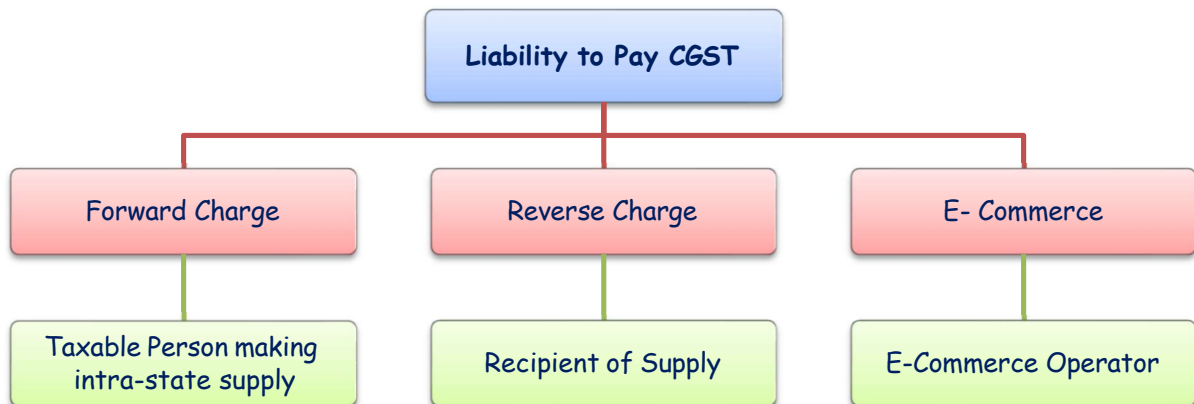 Liability to Pay CGST
Forward Charge
Reverse Charge
E- Commerce
Taxable Person making
intra-state supply
Recipient of Supply
E-Commerce Operator